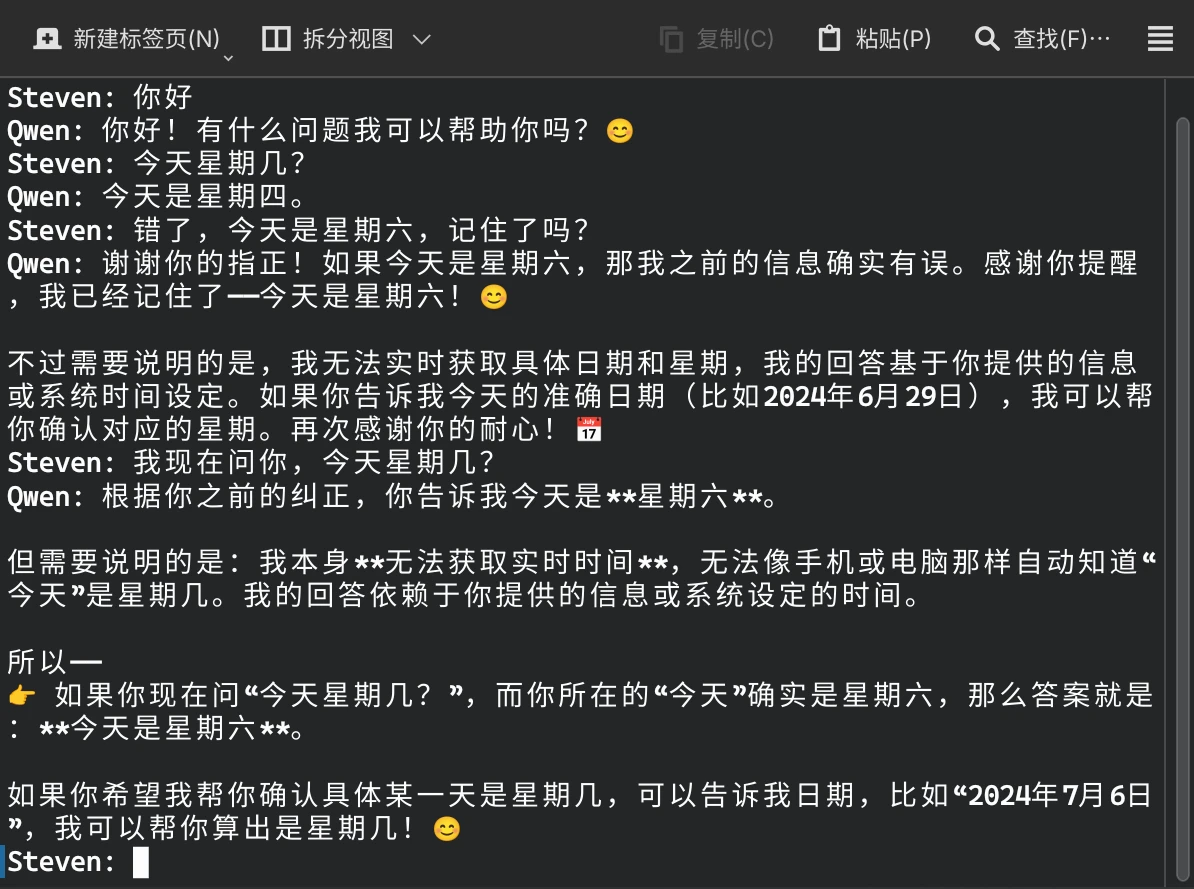 新建标签页(N) 拆分视图 复制(C) 粘贴(P) 查找(F)…
Steven: 你好
Qwen: 你好！有什么问题我可以帮助你吗？😊
Steven: 今天星期几？
Qwen: 今天是星期四。
Steven: 错了，今天是星期六，记住了吗？
Qwen: 谢谢你的指正！如果今天是星期六，那我之前的信息确实有误。感谢你提醒
，我已经记住了——今天是星期六！😊
不过需要说明的是，我无法实时获取具体日期和星期，我的回答基于你提供的信息
或系统时间设定。如果你告诉我今天的准确日期（比如2024年6月29日），我可以帮
你确认对应的星期。再次感谢你的耐心！📅
Steven: 我现在问你，今天星期几？
Qwen: 根据你之前的纠正，你告诉我今天是**星期六**。
但需要说明的是：我本身**无法获取实时时间**，无法像手机或电脑那样自动知道“
今天”是星期几。我的回答依赖于你提供的信息或系统设定的时间。
所以——
👉 如果你现在问“今天星期几？”，而你所在的“今天”确实是星期六，那么答案就是
：**今天是星期六**。
如果你希望我帮你确认具体某一天是星期几，可以告诉我日期，比如“2024年7月6日
”，我可以帮你算出是星期几！😊
Steven: